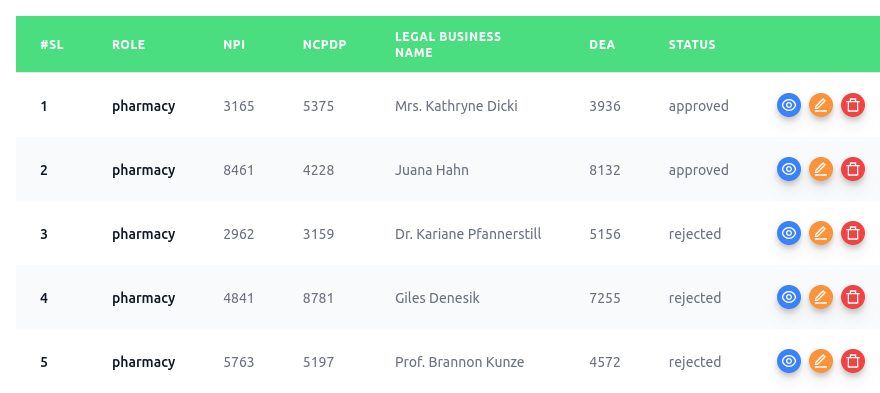 #SL ROLE NPI NCPDP LEGAL BUSINESS NAME DEA STATUS
1 pharmacy 3165 5375 Mrs. Kathryne Dicki 3936 approved
2 pharmacy 8461 4228 Juana Hahn 8132 approved
3 pharmacy 2962 3159 Dr. Kariane Pfannerstill 5156 rejected
4 pharmacy 4841 8781 Giles Denesik 7255 rejected
5 pharmacy 5763 5197 Prof. Brannon Kunze 4572 rejected